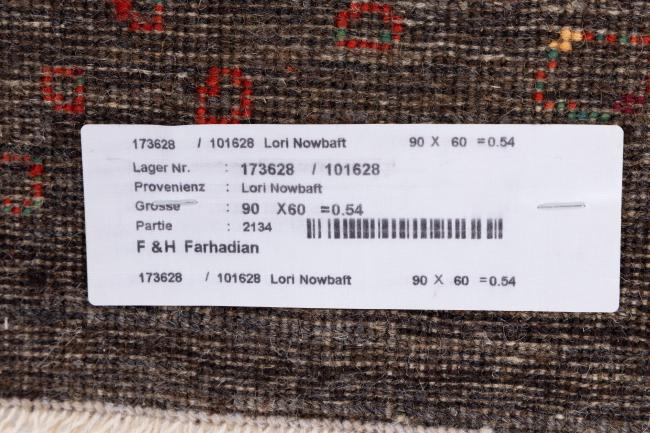 173628 / 101628 Lori Nowbaft 90 X 60 =0.54
Lager Nr. : 173628 / 101628
Provenienz : Lori Nowbaft
Grosse : 90 X60 =0.54
Partie : 2134
F &H Farhadian
173628 / 101628 Lori Nowbaft 90 X 60 =0.54